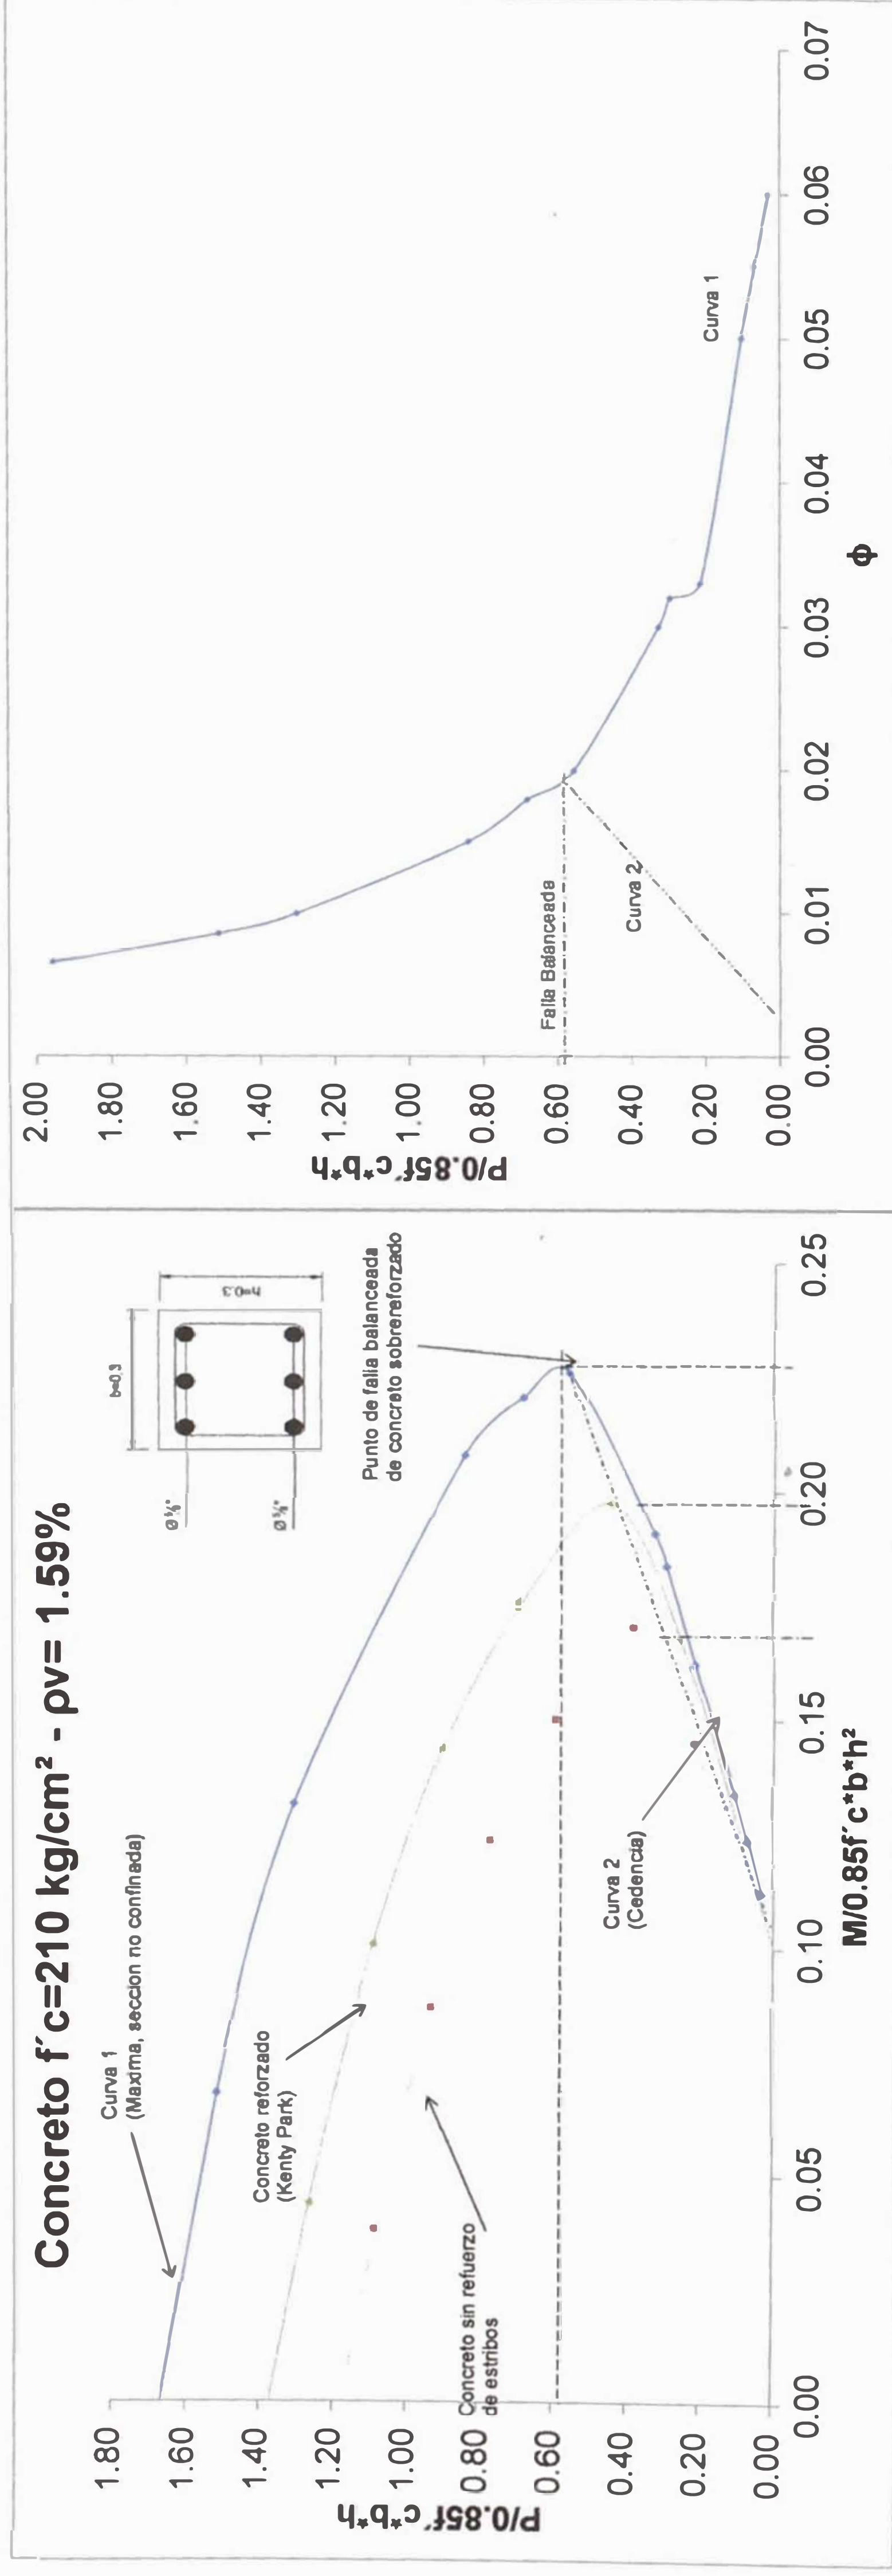 Concreto f´c=210 kg/cm² - ρv= 1.59%
P/0.85f´c*b*h
1.80
1.60
1.40
1.20
1.00
0.80
0.60
0.40
0.20
0.00
Curva 1
(Maxima, seccion no confinada)
Concreto reforzado
(Kenty Park)
Concreto sin refuerzo
de estribos
Curva 2
(Cedencia)
Punto de falla balanceada
de concreto sobrereforzado
b=0.3
h=0.3
0.00
0.05
0.10
0.15
0.20
0.25
M/0.85f´c*b*h²
P/0.85f´c*b*h
2.00
1.80
1.60
1.40
1.20
1.00
0.80
0.60
0.40
0.20
0.00
Falla Balanceada
Curva 2
Curva 1
0.00
0.01
0.02
0.03
0.04
0.05
0.06
0.07
ϕ